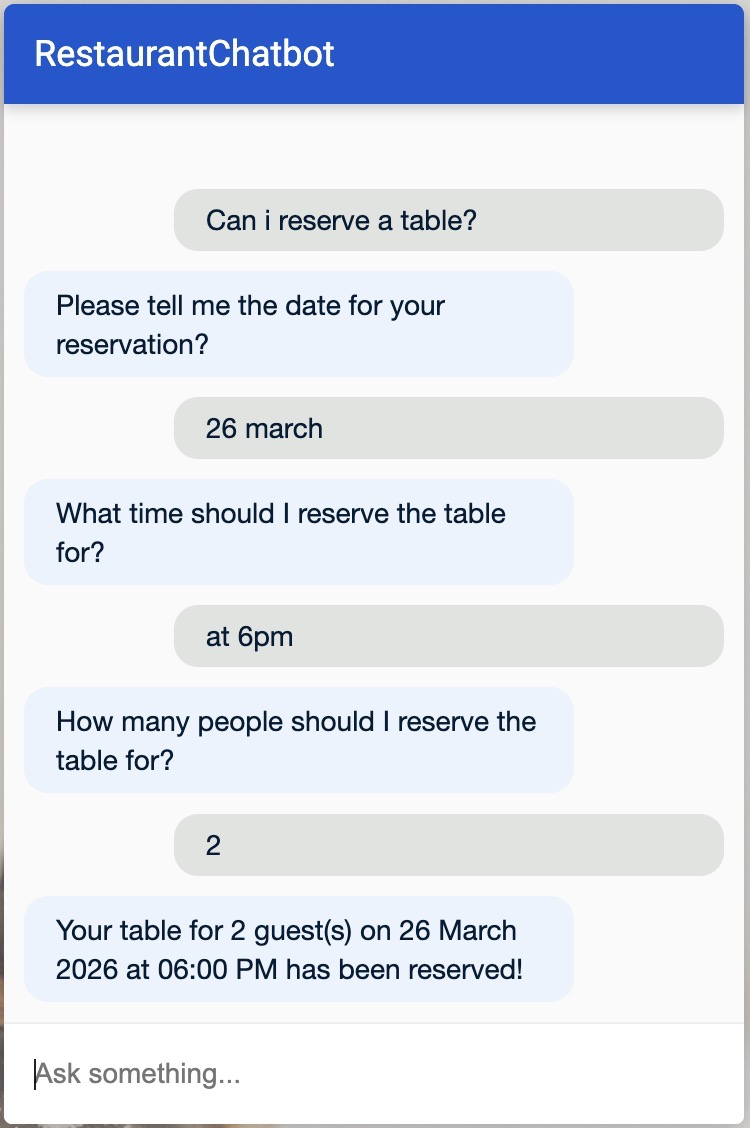 RestaurantChatbot
Can i reserve a table?
Please tell me the date for your
reservation?
26 march
What time should I reserve the table
for?
at 6pm
How many people should I reserve the
table for?
2
Your table for 2 guest(s) on 26 March
2026 at 06:00 PM has been reserved!
Ask something...